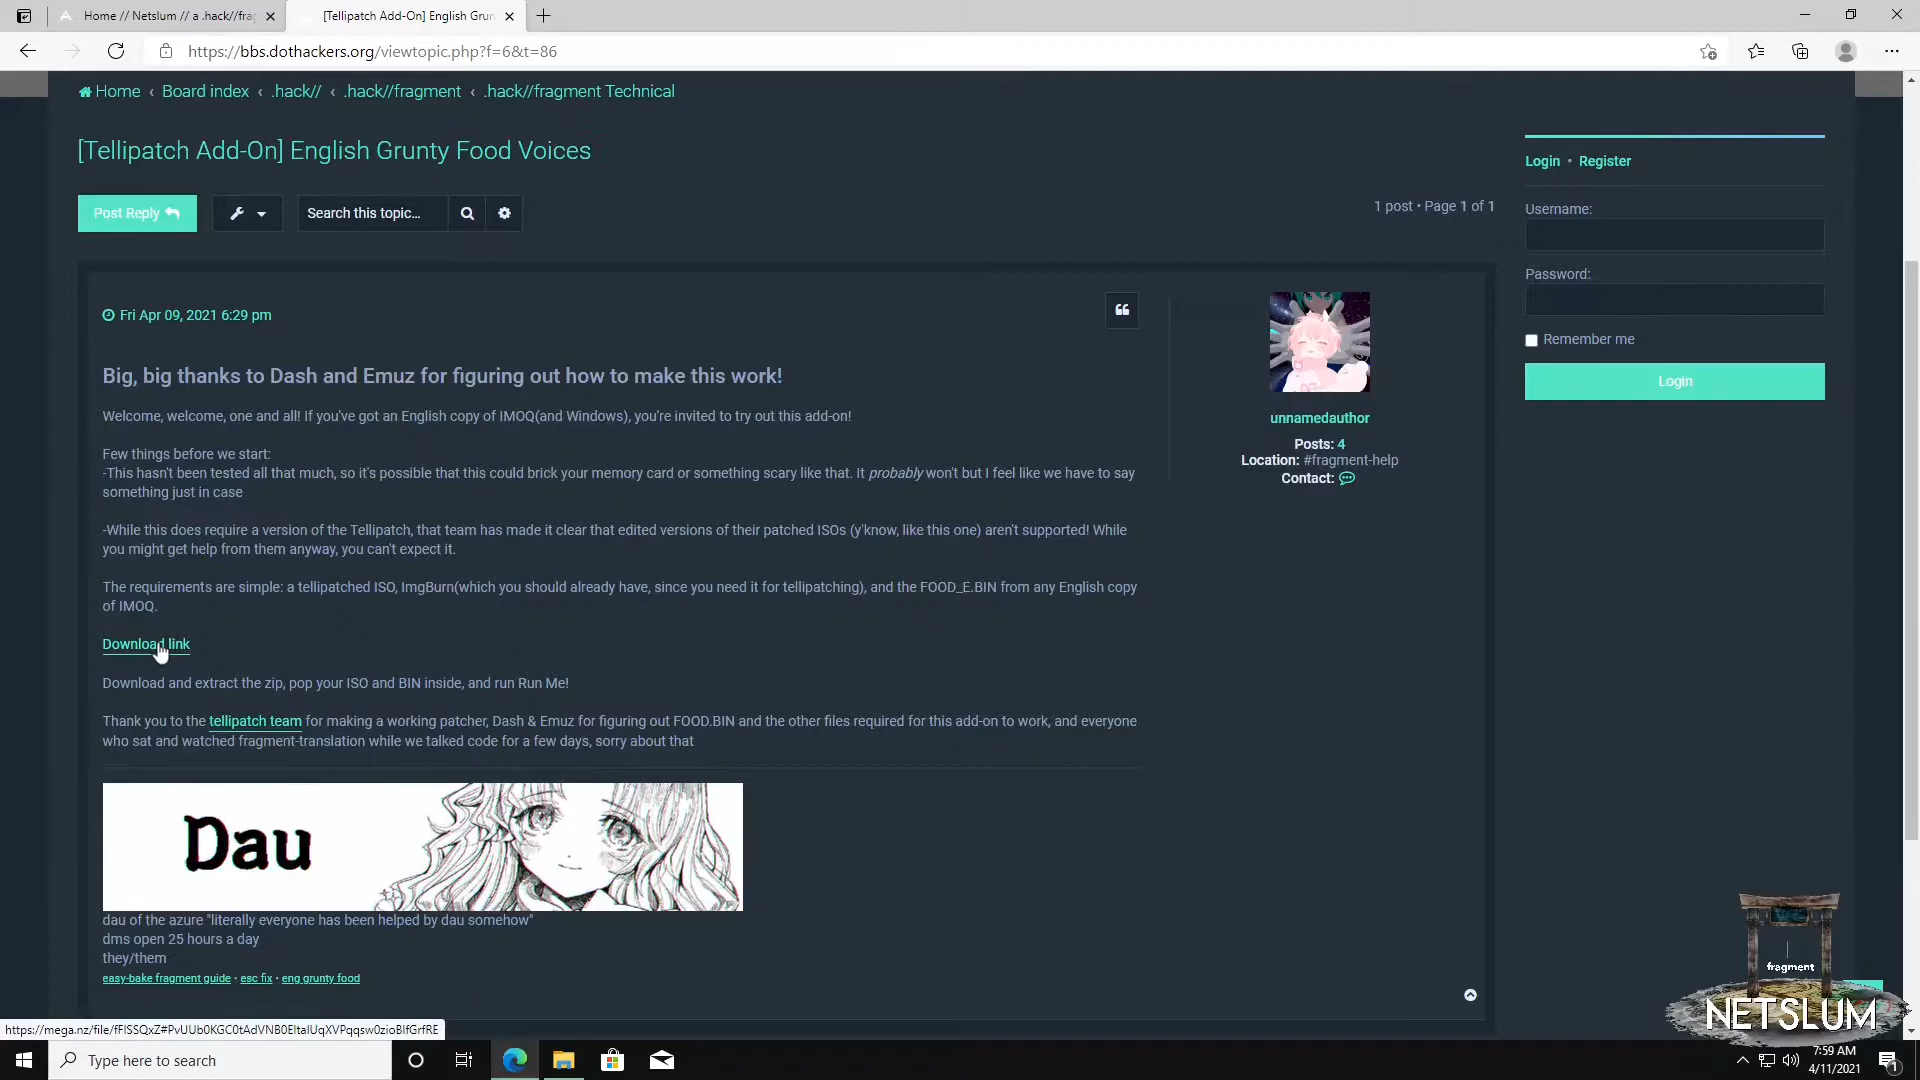 Home // Netslum // a .hack//fra
[Tellipatch Add-On] English Grun
https://bbs.dothackers.org/viewtopic.php?f=6&t=86
Home ‹ Board index ‹ .hack// ‹ .hack//fragment ‹ .hack//fragment Technical
[Tellipatch Add-On] English Grunty Food Voices
Post Reply
Search this topic...
1 post • Page 1 of 1
Login • Register
Username:
Password:
Remember me
Login
Fri Apr 09, 2021 6:29 pm
Big, big thanks to Dash and Emuz for figuring out how to make this work!
Welcome, welcome, one and all! If you've got an English copy of IMOQ(and Windows), you're invited to try out this add-on!
Few things before we start:
-This hasn't been tested all that much, so it's possible that this could brick your memory card or something scary like that. It probably won't but I feel like we have to say
something just in case
-While this does require a version of the Tellipatch, that team has made it clear that edited versions of their patched ISOs (y'know, like this one) aren't supported! While
you might get help from them anyway, you can't expect it.
The requirements are simple: a tellipatched ISO, ImgBurn(which you should already have, since you need it for tellipatching), and the FOOD_E.BIN from any English copy
of IMOQ.
Download link
Download and extract the zip, pop your ISO and BIN inside, and run Run Me!
Thank you to the tellipatch team for making a working patcher, Dash & Emuz for figuring out FOOD.BIN and the other files required for this add-on to work, and everyone
who sat and watched fragment-translation while we talked code for a few days, sorry about that
unnamedauthor
Posts: 4
Location: #fragment-help
Contact:
Dau
dau of the azure "literally everyone has been helped by dau somehow"
dms open 25 hours a day
they/them
easy-bake fragment guide • esc fix • eng grunty food
fragment
NETSLUM
https://mega.nz/file/fFlSSQxZ#PvUUb0KGC0tAdVNB0EltalUqXVPqqsw0zioBIfGrfRE
Type here to search
7:59 AM
4/11/2021
1